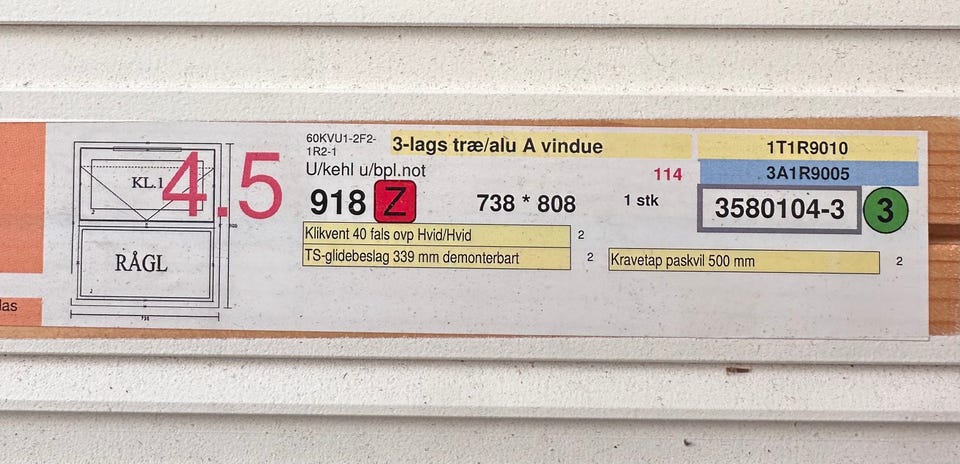 las
KL.1
RÅGL
4.5
60KVU1-2F2-
1R2-1
3-lags træ/alu A vindue
1T1R9010
U/kehl u/bpl.not
114
3A1R9005
918 Z
738 * 808
1 stk
3580104-3
3
Klikvent 40 fals ovp Hvid/Hvid
2
TS-glidebeslag 339 mm demonterbart
2
Kravetap paskvil 500 mm
2
2
2
738